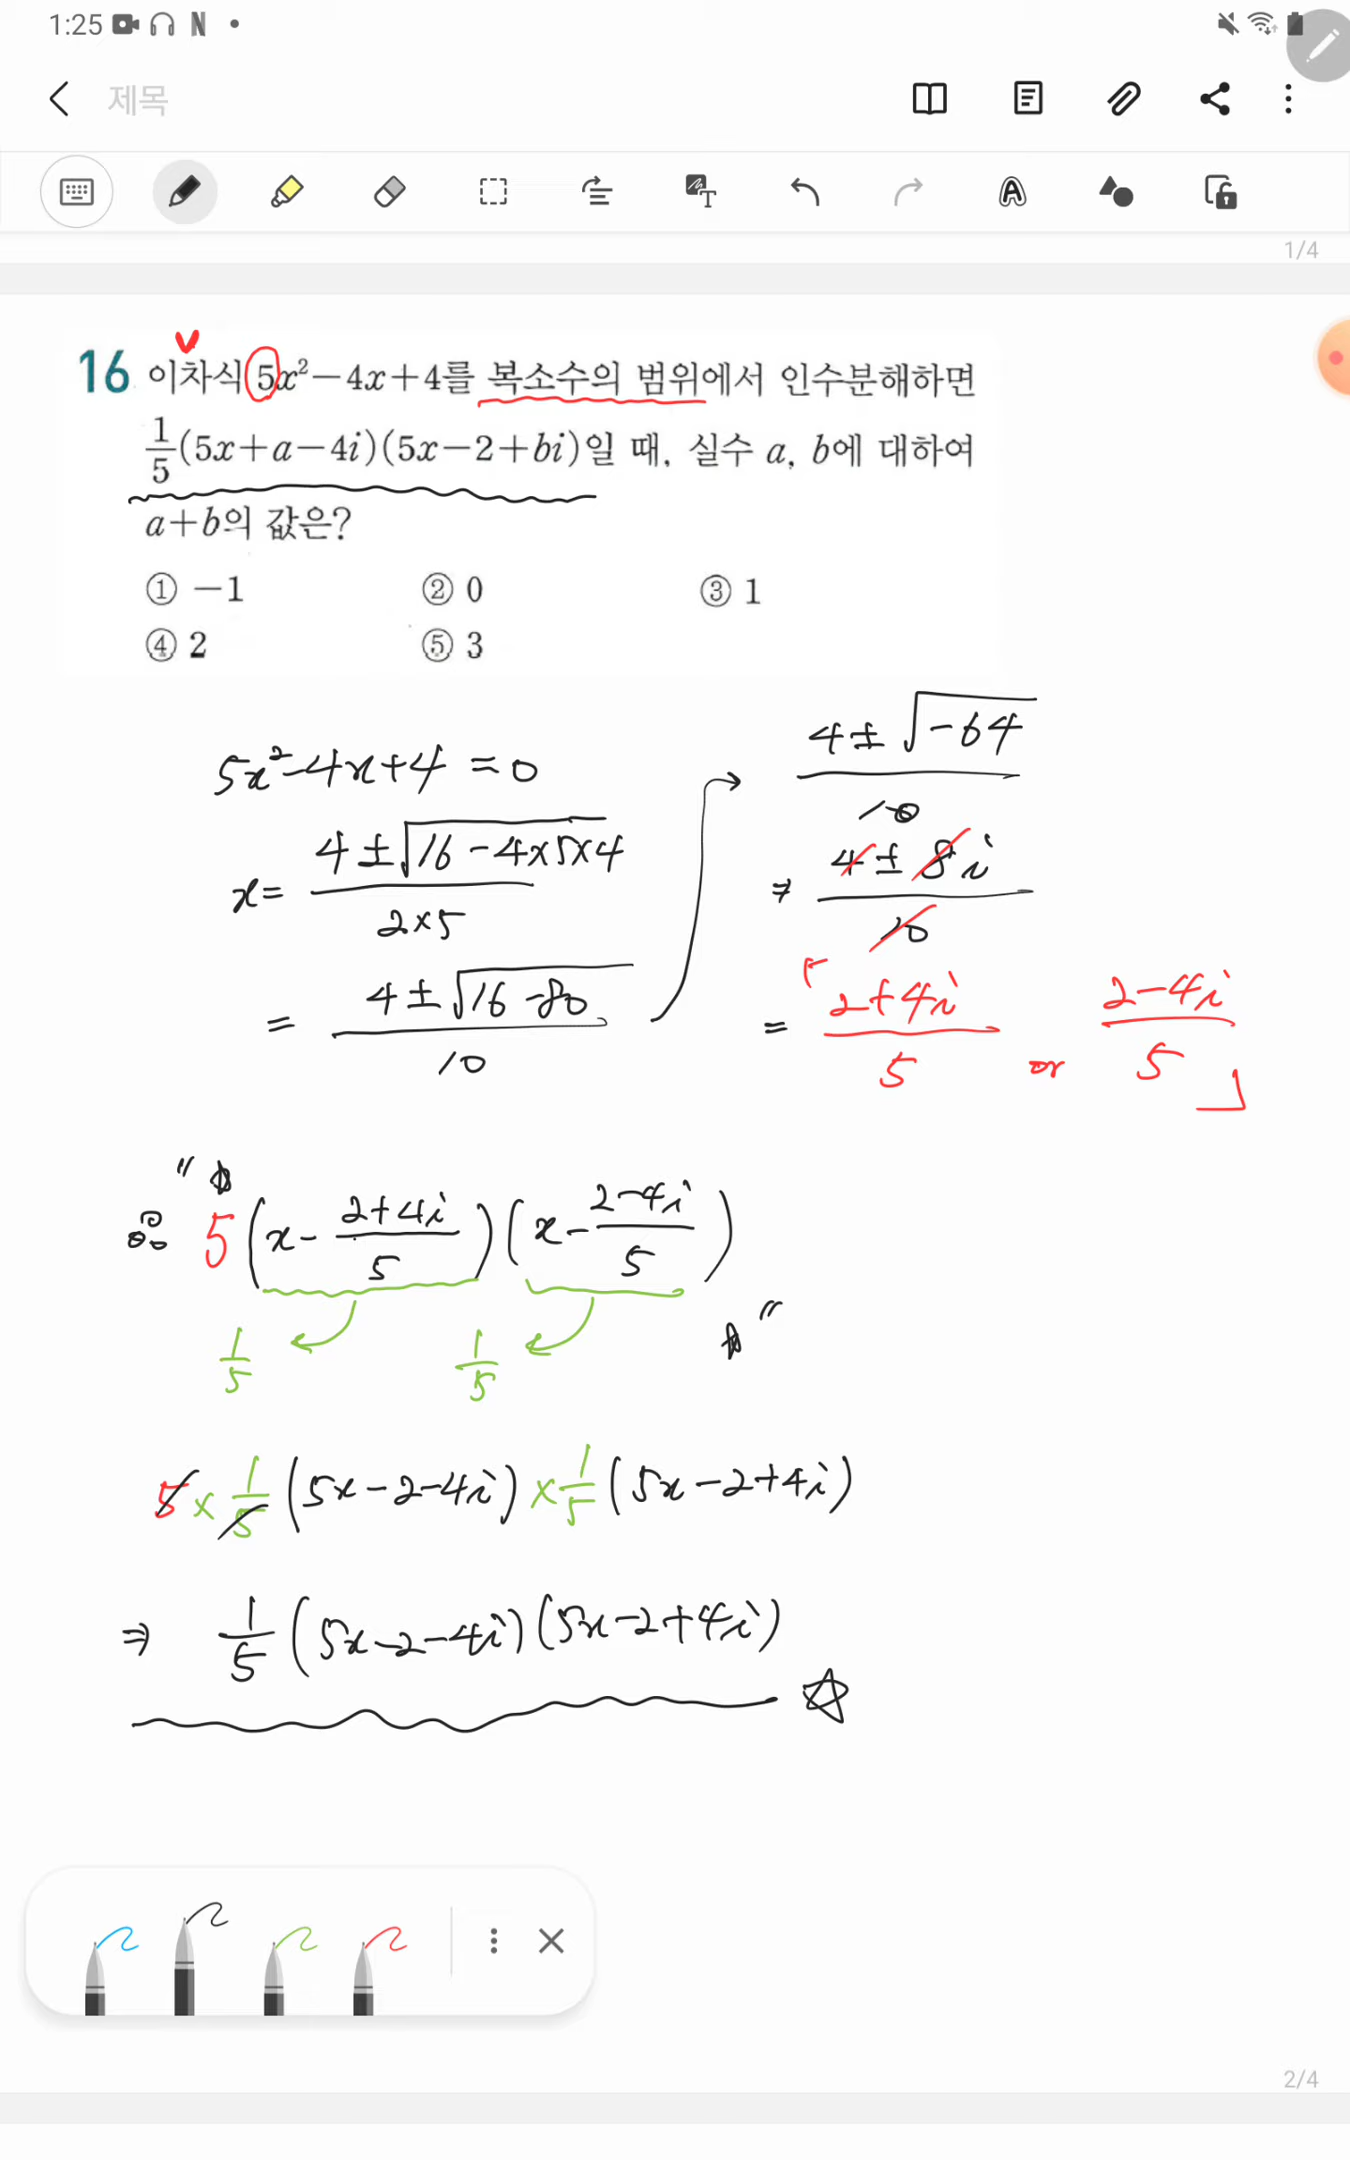 1:25 N
제목
1/4
16 이차식 5x²-4x+4를 복소수의 범위에서 인수분해하면
1/5(5x+a-4i)(5x-2+bi)일 때, 실수 a, b에 대하여
a+b의 값은?
① -1 ② 0 ③ 1
④ 2 ⑤ 3
5x²-4x+4=0
x= (4±√(16-4×5×4))/(2×5)
= (4±√(16-80))/10
(4±√(-64))/10
⇒ (4±8i)/10
= 「(2+4i)/5 or (2-4i)/5」
∴ "☆ 5(x-(2+4i)/5)(x-(2-4i)/5) ☆"
1/5 1/5
5×1/5(5x-2-4i)×1/5(5x-2+4i)
⇒ 1/5(5x-2-4i)(5x-2+4i) ☆
2/4